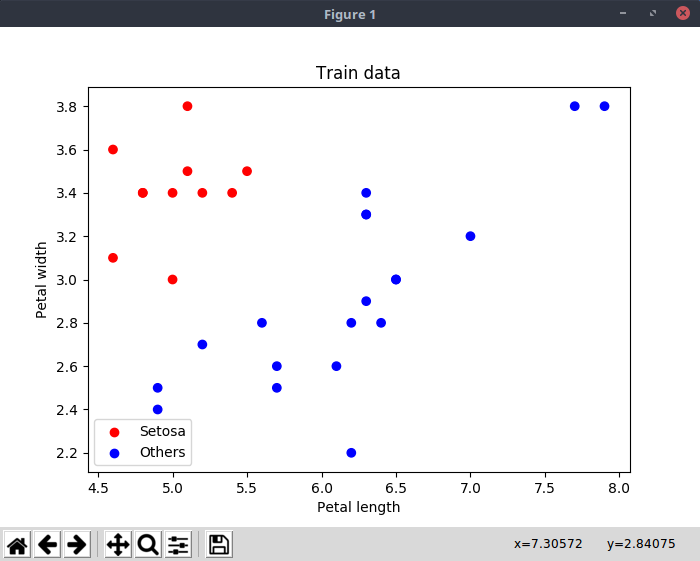 Figure 1
Train data
3.8
3.6
3.4
3.2
3.0
2.8
2.6
2.4
2.2
Petal width
Setosa
Others
4.5 5.0 5.5 6.0 6.5 7.0 7.5 8.0
Petal length
x=7.30572 y=2.84075